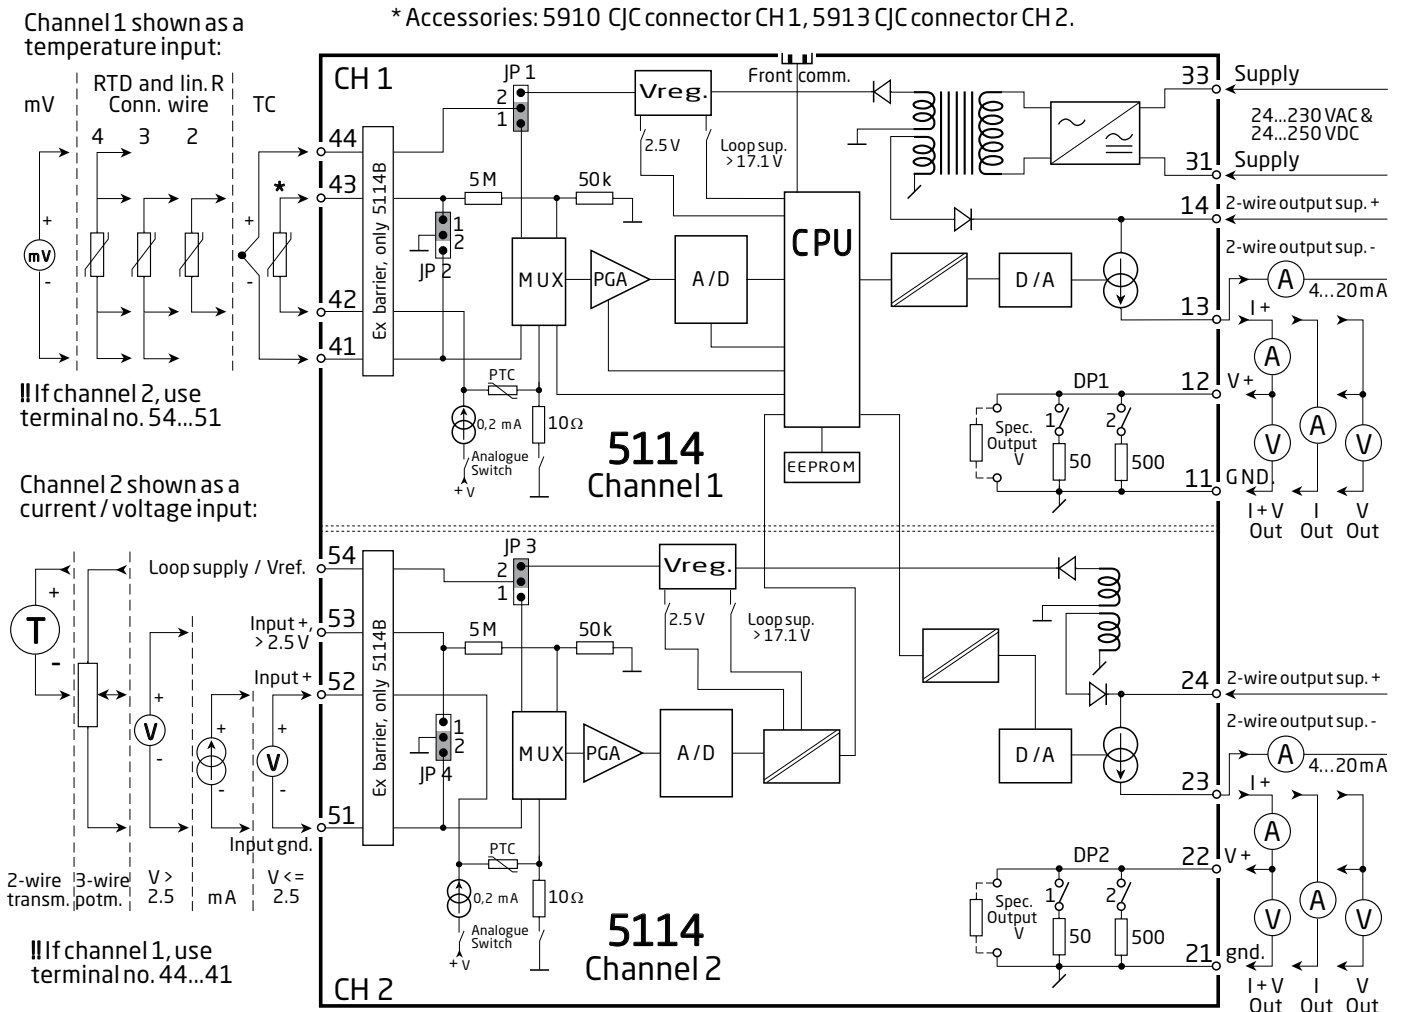 * Accessories: 5910 CJC connector CH 1, 5913 CJC connector CH 2.
Channel 1 shown as a
temperature input:
mV
RTD and lin. R
Conn. wire
TC
4
3
2
*
+
mV
-
+
-
!! If channel 2, use
terminal no. 54...51
CH 1
44
43
42
41
Ex barrier, only 5114B
JP 1
2
1
Vreg.
2.5 V
Loop sup.
> 17.1 V
Front comm.
5 M
50 k
1
2
JP 2
MUX
PGA
A/D
CPU
EEPROM
PTC
0,2 mA
10 Ω
Analogue
Switch
+ V
5114
Channel 1
D / A
33
Supply
24...230 VAC &
24...250 VDC
31
Supply
14
2-wire output sup. +
2-wire output sup. -
A
4...20 mA
13
I +
A
12
V +
A
V
V
DP1
Spec.
Output
V
1
2
50
500
11
GND.
I + V
Out
I
Out
V
Out
Channel 2 shown as a
current / voltage input:
Loop supply / Vref.
+
T
-
Input +,
> 2.5 V
Input +
+
V
-
+
-
+
V
-
Input gnd.
2-wire
transm.
3-wire
potm.
V >
2.5
mA
V <=
2.5
!! If channel 1, use
terminal no. 44...41
54
53
52
51
Ex barrier, only 5114B
JP 3
2
1
Vreg.
2.5 V
Loop sup.
> 17.1 V
5 M
50 k
1
2
JP 4
MUX
PGA
A/D
PTC
0,2 mA
10 Ω
Analogue
Switch
+ V
5114
Channel 2
CH 2
D / A
24
2-wire output sup. +
2-wire output sup. -
A
4...20 mA
23
I +
A
22
V +
A
V
V
DP2
Spec.
Output
V
1
2
50
500
21
gnd.
I + V
Out
I
Out
V
Out